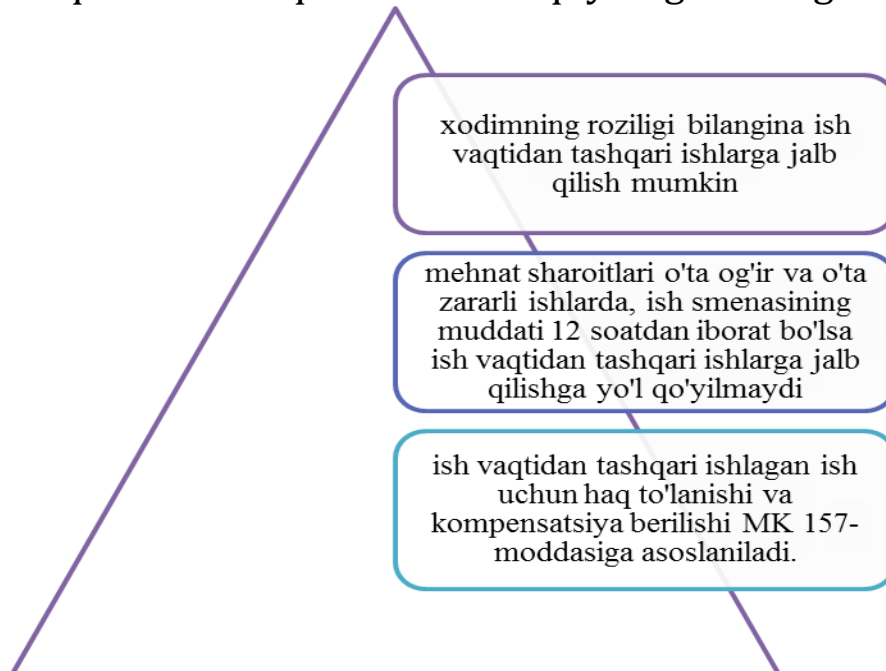 xodimning roziligi bilangina ish
vaqtidan tashqari ishlarga jalb
qilish mumkin
mehnat sharoitlari o'ta og'ir va o'ta
zararli ishlarda, ish smenasining
muddati 12 soatdan iborat bo'lsa
ish vaqtidan tashqari ishlarga jalb
qilishga yo'l qo'yilmaydi
ish vaqtidan tashqari ishlagan ish
uchun haq to'lanishi va
kompensatsiya berilishi MK 157-
moddasiga asoslaniladi.